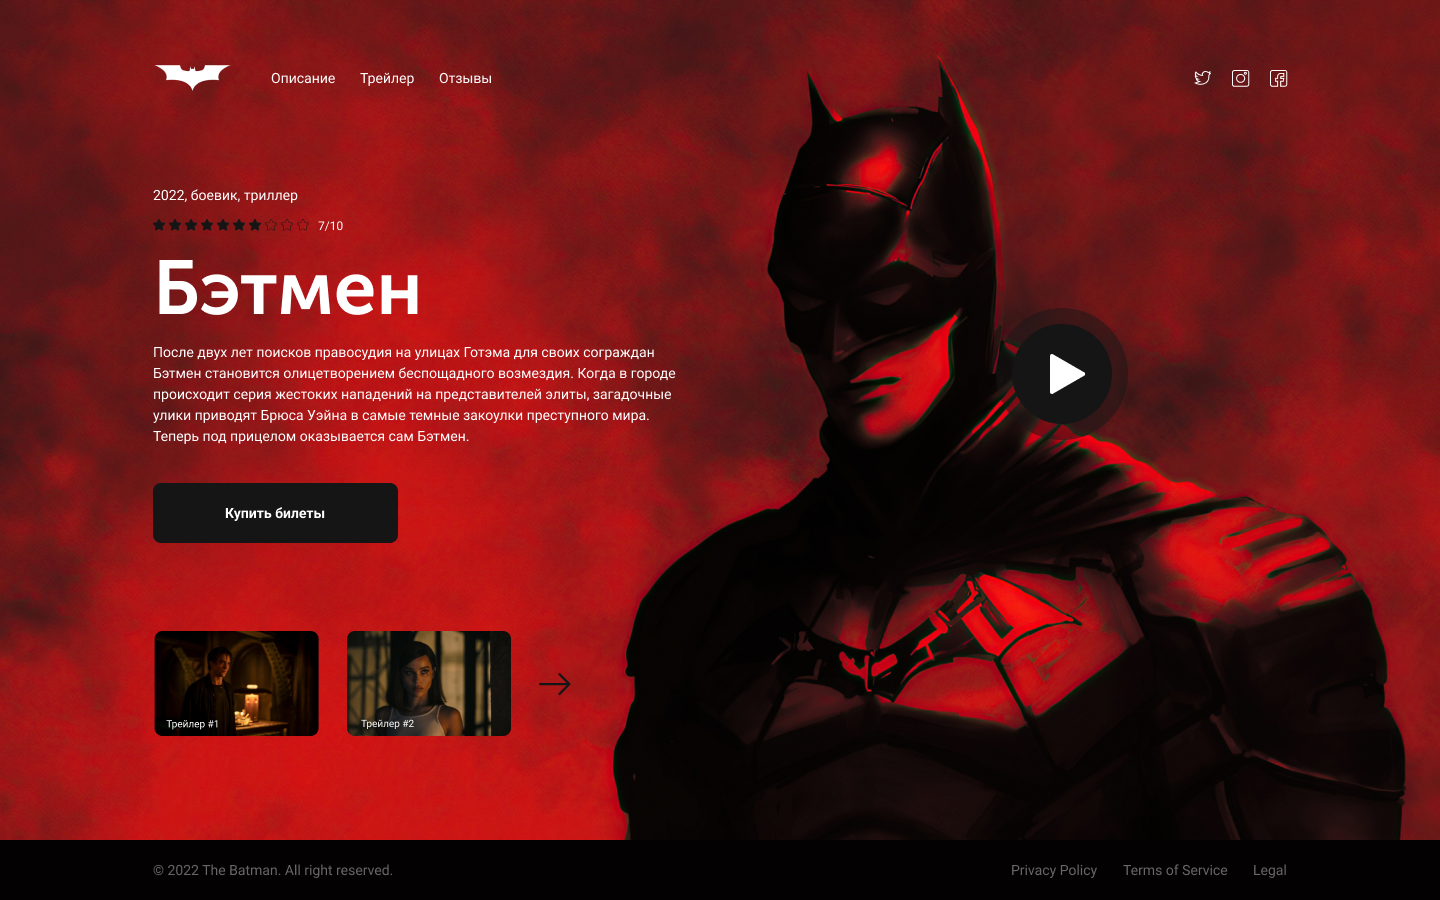 Описание Трейлер Отзывы
2022, боевик, триллер
7/10
Бэтмен
После двух лет поисков правосудия на улицах Готэма для своих сограждан
Бэтмен становится олицетворением беспощадного возмездия. Когда в городе
происходит серия жестоких нападений на представителей элиты, загадочные
улики приводят Брюса Уэйна в самые темные закоулки преступного мира.
Теперь под прицелом оказывается сам Бэтмен.
Купить билеты
Трейлер #1
Трейлер #2
© 2022 The Batman. All right reserved.
Privacy Policy Terms of Service Legal